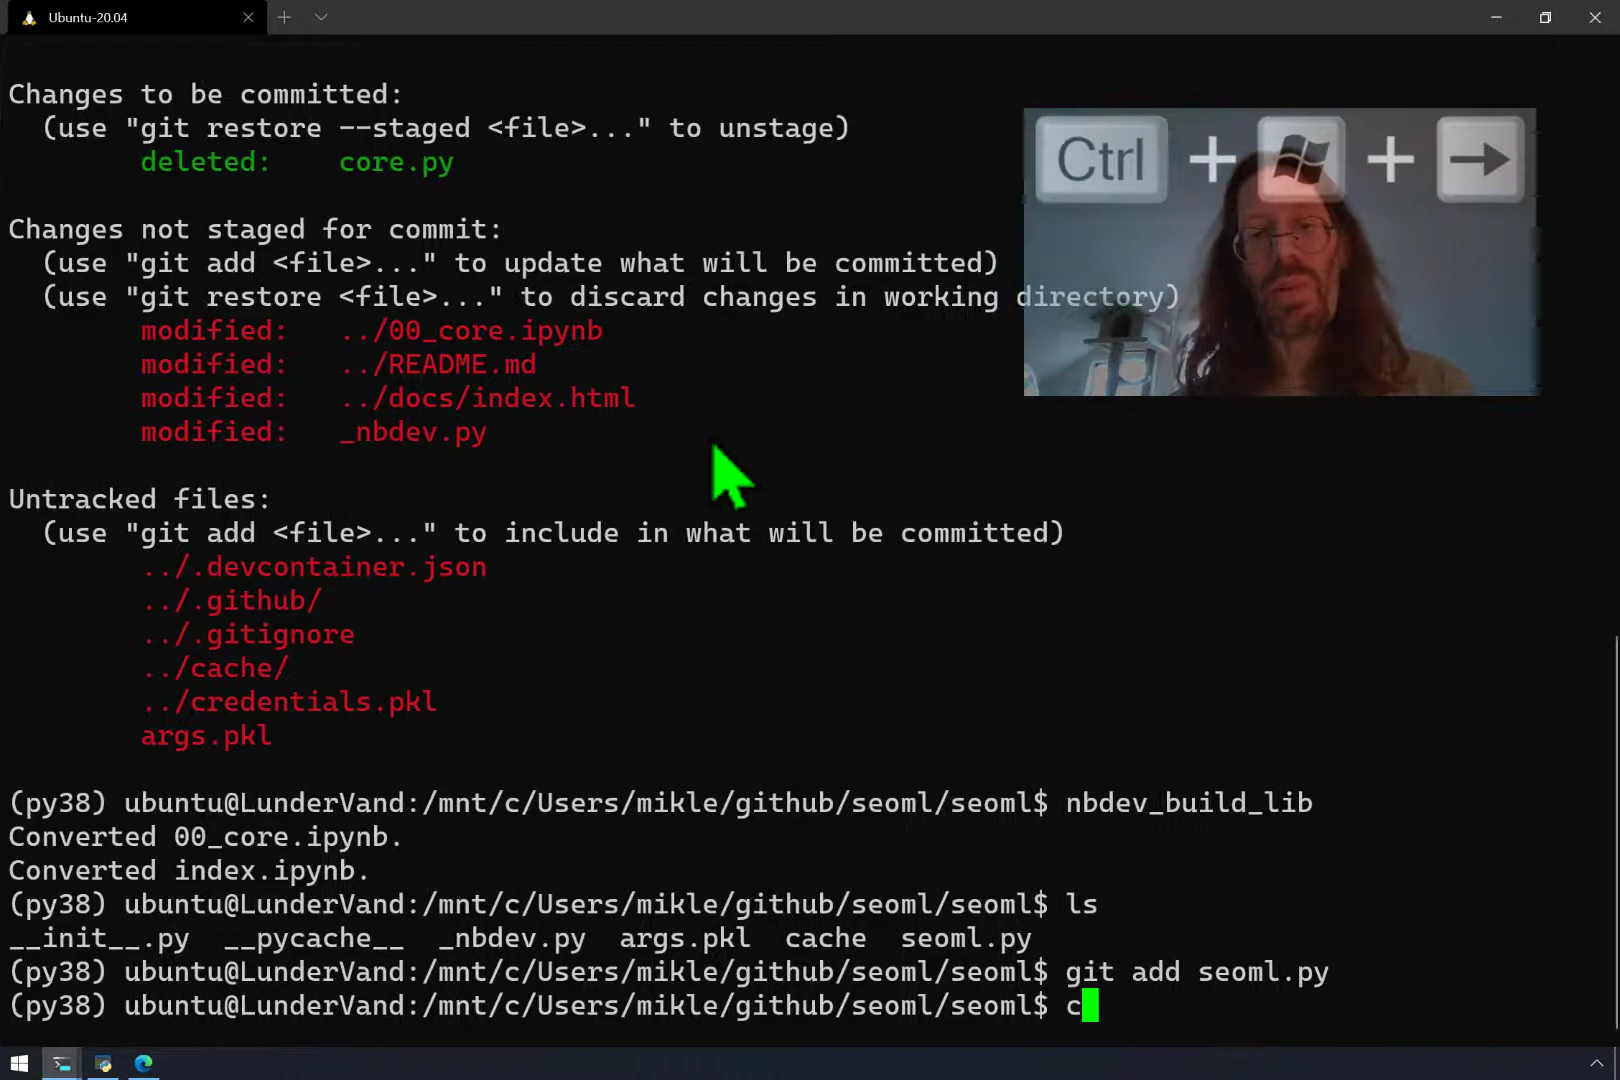 Ubuntu-20.04
Changes to be committed:
(use "git restore --staged <file>..." to unstage)
deleted: core.py
Ctrl + +
Changes not staged for commit:
(use "git add <file>..." to update what will be committed)
(use "git restore <file>..." to discard changes in working directory)
modified: ../00_core.ipynb
modified: ../README.md
modified: ../docs/index.html
modified: _nbdev.py
Untracked files:
(use "git add <file>..." to include in what will be committed)
../.devcontainer.json
../.github/
../.gitignore
../cache/
../credentials.pkl
args.pkl
(py38) ubuntu@LunderVand:/mnt/c/Users/mikle/github/seoml/seoml$ nbdev_build_lib
Converted 00_core.ipynb.
Converted index.ipynb.
(py38) ubuntu@LunderVand:/mnt/c/Users/mikle/github/seoml/seoml$ ls
__init__.py __pycache__ _nbdev.py args.pkl cache seoml.py
(py38) ubuntu@LunderVand:/mnt/c/Users/mikle/github/seoml/seoml$ git add seoml.py
(py38) ubuntu@LunderVand:/mnt/c/Users/mikle/github/seoml/seoml$ c